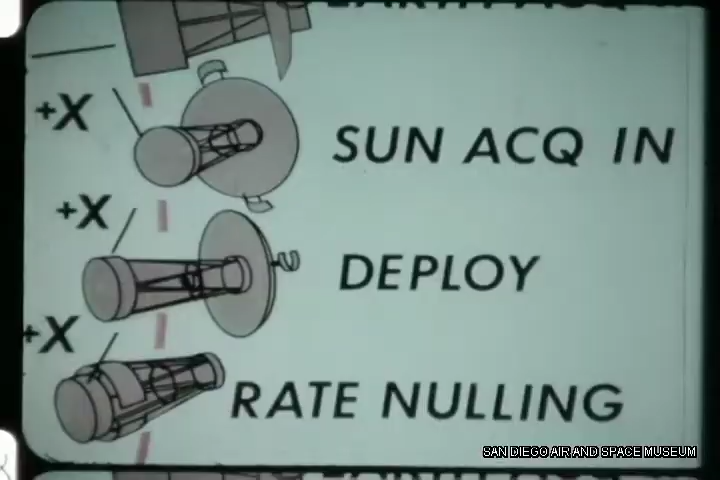 +X
SUN ACQ IN
+X
DEPLOY
+X
RATE NULLING
SAN DIEGO AIR AND SPACE MUSEUM